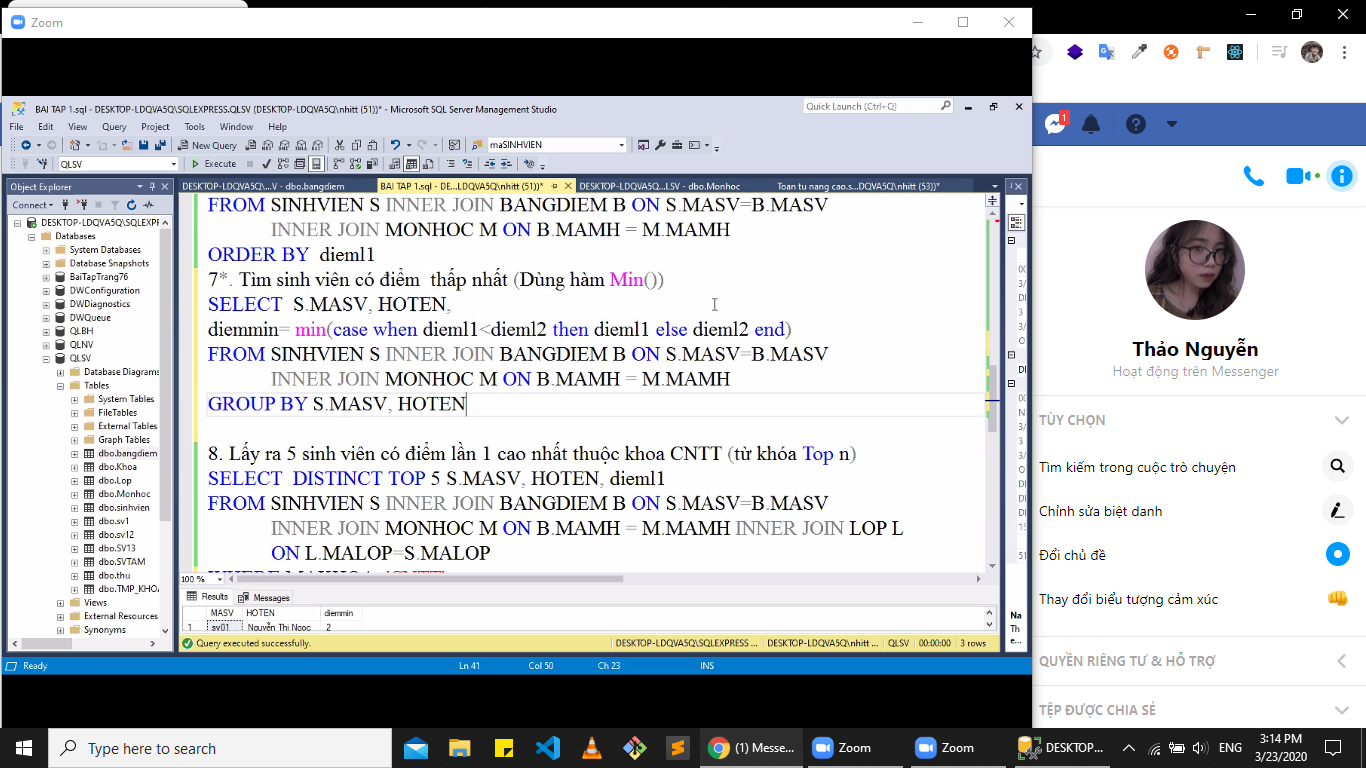 Zoom
BAI TAP 1.sql - DESKTOP-LDQVA5Q\SQLEXPRESS.QLSV (DESKTOP-LDQVA5Q\nhitt (51))* - Microsoft SQL Server Management Studio
Quick Launch (Ctrl+Q)
File Edit View Query Project Tools Window Help
New Query
maSINHVIEN
QLSV
Execute
Object Explorer
Connect
DESKTOP-LDQVA5Q\SQLEXPF
Databases
System Databases
Database Snapshots
BaiTapTrang76
DWConfiguration
DWDiagnostics
DWQueue
QLBH
QLNV
QLSV
Database Diagrams
Tables
System Tables
FileTables
External Tables
Graph Tables
dbo.bangdiem
dbo.Khoa
dbo.Lop
dbo.Monhoc
dbo.sinhvien
dbo.sv1
dbo.sv12
dbo.SV13
dbo.SVTAM
dbo.thu
dbo.TMP_KHO
Views
External Resources
Synonyms
DESKTOP-LDQVA5Q\S...V - dbo.bangdiem
BAI TAP 1.sql - DE...LDQVA5Q\nhitt (51))*
DESKTOP-LDQVA5Q\S...LSV - dbo.Monhoc
Toan tu nang cao.s...DQVA5Q\nhitt (53))*
FROM SINHVIEN S INNER JOIN BANGDIEM B ON S.MASV=B.MASV
INNER JOIN MONHOC M ON B.MAMH = M.MAMH
ORDER BY dieml1
7*. Tìm sinh viên có điểm thấp nhất (Dùng hàm Min())
SELECT S.MASV, HOTEN,
diemmin= min(case when dieml1<dieml2 then dieml1 else dieml2 end)
FROM SINHVIEN S INNER JOIN BANGDIEM B ON S.MASV=B.MASV
INNER JOIN MONHOC M ON B.MAMH = M.MAMH
GROUP BY S.MASV, HOTEN
8. Lấy ra 5 sinh viên có điểm lần 1 cao nhất thuộc khoa CNTT (từ khóa Top n)
SELECT DISTINCT TOP 5 S.MASV, HOTEN, dieml1
FROM SINHVIEN S INNER JOIN BANGDIEM B ON S.MASV=B.MASV
INNER JOIN MONHOC M ON B.MAMH = M.MAMH INNER JOIN LOP L
ON L.MALOP=S.MALOP
100 %
Results Messages
MASV HOTEN diemmin
1 sv01 Nguyễn Thi Ngoc 2
Query executed successfully.
DESKTOP-LDQVA5Q\SQLEXPRESS ... DESKTOP-LDQVA5Q\nhitt ... QLSV 00:00:00 3 rows
Na
Th
e...
Ready
Ln 41 Col 50 Ch 23 INS
1
Thảo Nguyễn
Hoạt động trên Messenger
TÙY CHỌN
Tìm kiếm trong cuộc trò chuyện
Chỉnh sửa biệt danh
Đổi chủ đề
Thay đổi biểu tượng cảm xúc
QUYỀN RIÊNG TƯ & HỖ TRỢ
TỆP ĐƯỢC CHIA SẺ
Type here to search
(1) Messe...
Zoom
Zoom
DESKTOP...
ENG
3:14 PM
3/23/2020